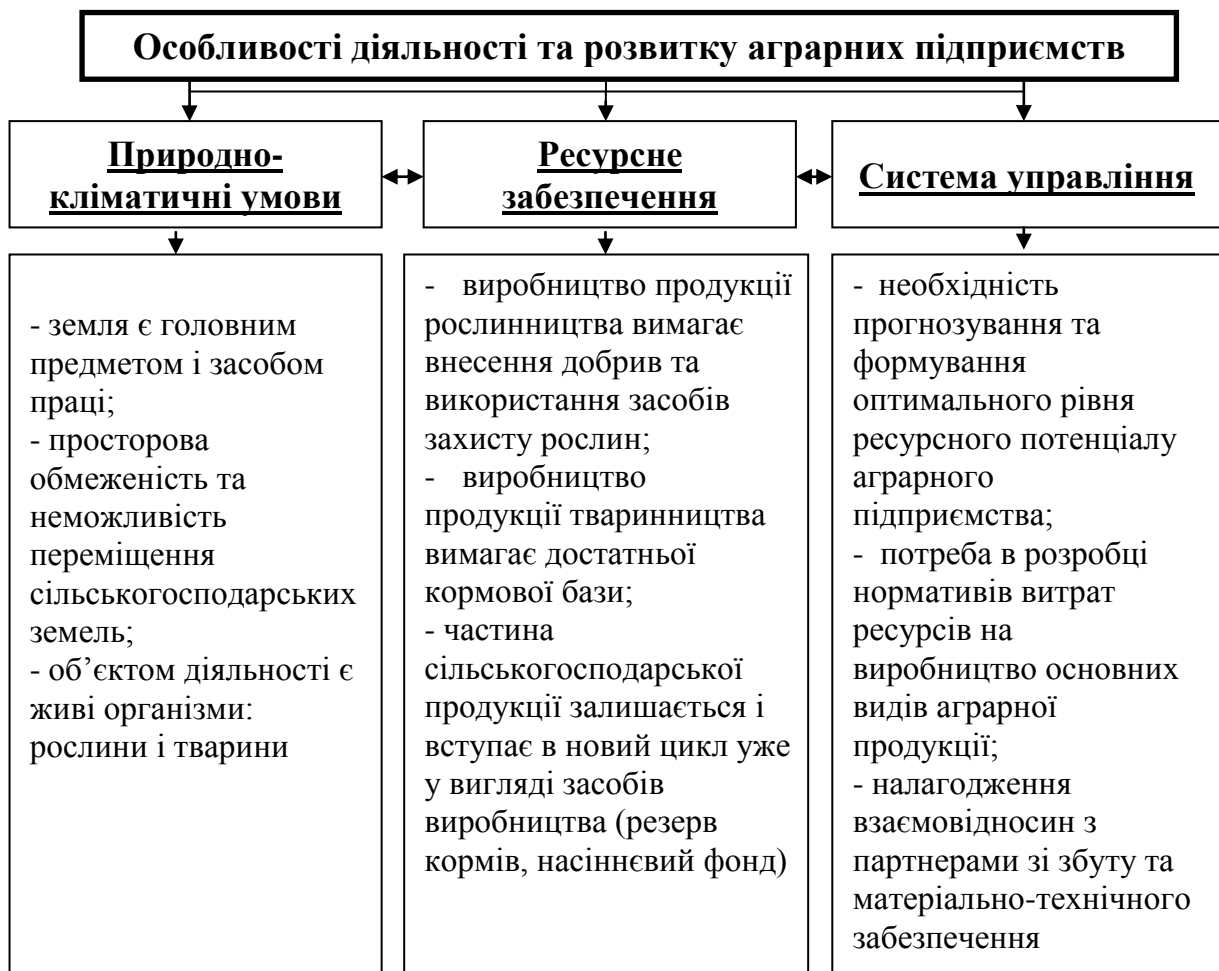 Особливості діяльності та розвитку аграрних підприємств
Природно-
кліматичні умови
Ресурсне
забезпечення
Система управління
- земля є головним
предметом і засобом
праці;
- просторова
обмеженість та
неможливість
переміщення
сільськогосподарських
земель;
- об’єктом діяльності є
живі організми:
рослини і тварини
- виробництво продукції
рослинництва вимагає
внесення добрив та
використання засобів
захисту рослин;
- виробництво
продукції тваринництва
вимагає достатньої
кормової бази;
- частина
сільськогосподарської
продукції залишається і
вступає в новий цикл уже
у вигляді засобів
виробництва (резерв
кормів, насіннєвий фонд)
- необхідність
прогнозування та
формування
оптимального рівня
ресурсного потенціалу
аграрного
підприємства;
- потреба в розробці
нормативів витрат
ресурсів на
виробництво основних
видів аграрної
продукції;
- налагодження
взаємовідносин з
партнерами зі збуту та
матеріально-технічного
забезпечення